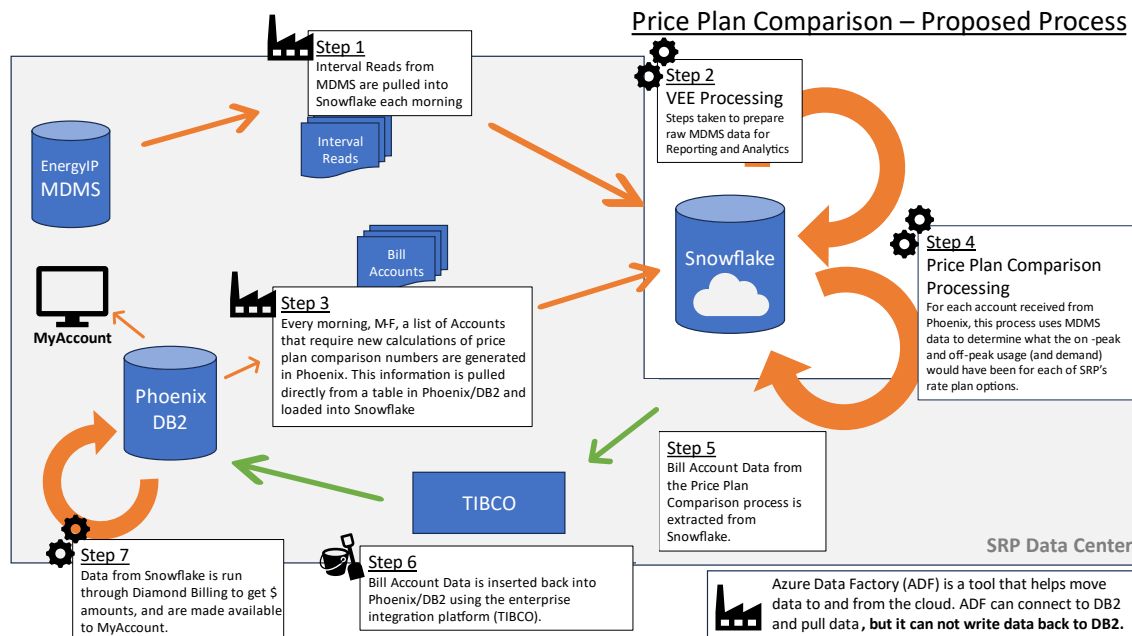 Price Plan Comparison – Proposed Process
Step 1
Interval Reads from
MDMS are pulled into
Snowflake each morning
Interval
Reads
EnergyIP
MDMS
Step 2
VEE Processing
Steps taken to prepare
raw MDMS data for
Reporting and Analytics
Snowflake
Bill
Accounts
Step 3
Every morning, M-F, a list of Accounts
that require new calculations of price
plan comparison numbers are generated
in Phoenix. This information is pulled
directly from a table in Phoenix/DB2 and
loaded into Snowflake
MyAccount
Phoenix
DB2
Step 4
Price Plan Comparison
Processing
For each account received from
Phoenix, this process uses MDMS
data to determine what the on -peak
and off-peak usage (and demand)
would have been for each of SRP's
rate plan options.
Step 5
Bill Account Data from
the Price Plan
Comparison process is
extracted from
Snowflake.
TIBCO
SRP Data Center
Step 6
Bill Account Data is inserted back into
Phoenix/DB2 using the enterprise
integration platform (TIBCO).
Step 7
Data from Snowflake is run
through Diamond Billing to get $
amounts, and are made available
to MyAccount.
Azure Data Factory (ADF) is a tool that helps move
data to and from the cloud. ADF can connect to DB2
and pull data , but it can not write data back to DB2.